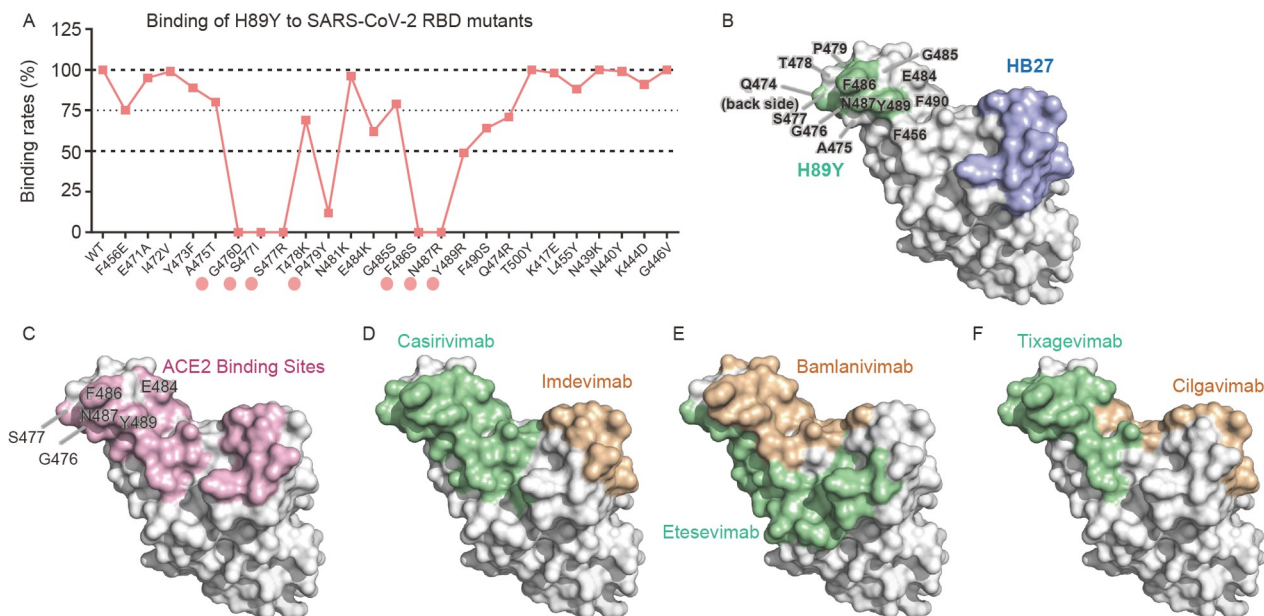 A
Binding of H89Y to SARS-CoV-2 RBD mutants
Binding rates (%)
125
100
75
50
25
0
WT
F456E
E471A
I472V
Y473F
A475T
G476D
S477I
S477R
T478K
P479Y
N481K
E484K
G485S
F486S
N487R
Y489R
F490S
Q474R
T500Y
K417E
L455Y
N439K
N440Y
K444D
G446V
B
P479
T478
G485
Q474
E484
HB27
F486
(back side)
N487
Y489
F490
S477
G476
F456
A475
H89Y
C
ACE2 Binding Sites
F486
E484
N487
Y489
S477
G476
D
Casirivimab
Imdevimab
E
Bamlanivimab
Etesevimab
F
Tixagevimab
Cilgavimab